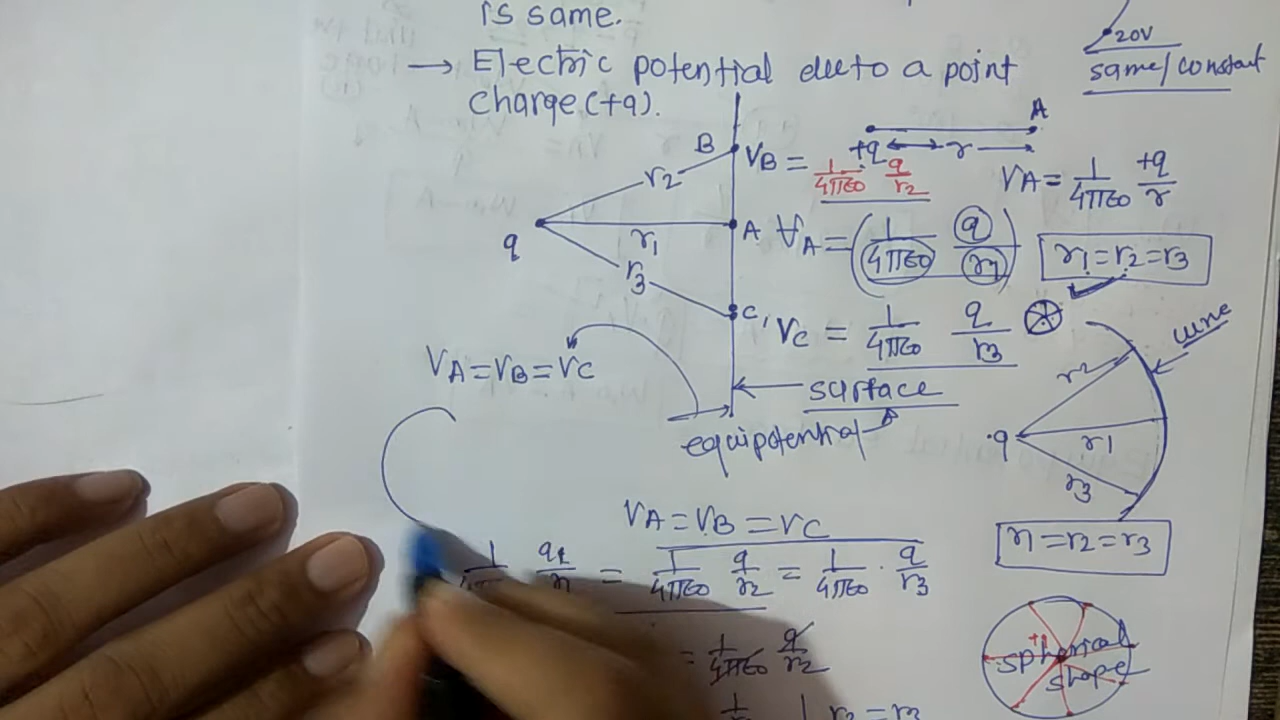 is same.
20V
same/constant
→ Electric potential due to a point
charge (+q).
A
B
VB = 1/4πε0 q/r2
+q
r
VA = 1/4πε0 +q/r
r2
q
r1
A
VA = (1/4πε0 q/r1)
r1 = r2 = r3
r3
C,
VC = 1/4πε0 q/r3
VA = VB = VC
surface
equipotential
r2
.q
r1
r3
VA = VB = VC
r1 = r2 = r3
q/r1 = 1/4πε0 q/r2 = 1/4πε0 . q/r3
= 1/4πε0 q/r2
+q
spherical
shape
r2 = r3